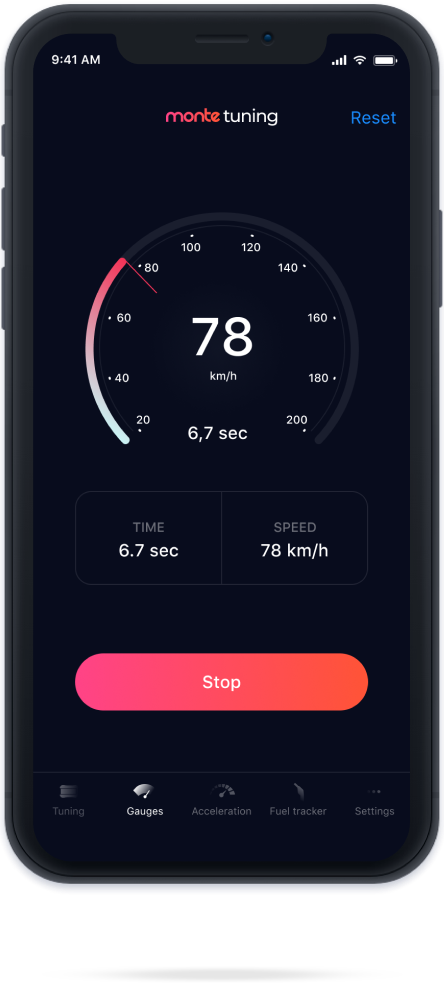 9:41 AM
monte tuning
Reset
100
120
80
140
60
160
78
km/h
40
180
20
200
6,7 sec
TIME
SPEED
6.7 sec
78 km/h
Stop
Tuning
Gauges
Acceleration
Fuel tracker
Settings